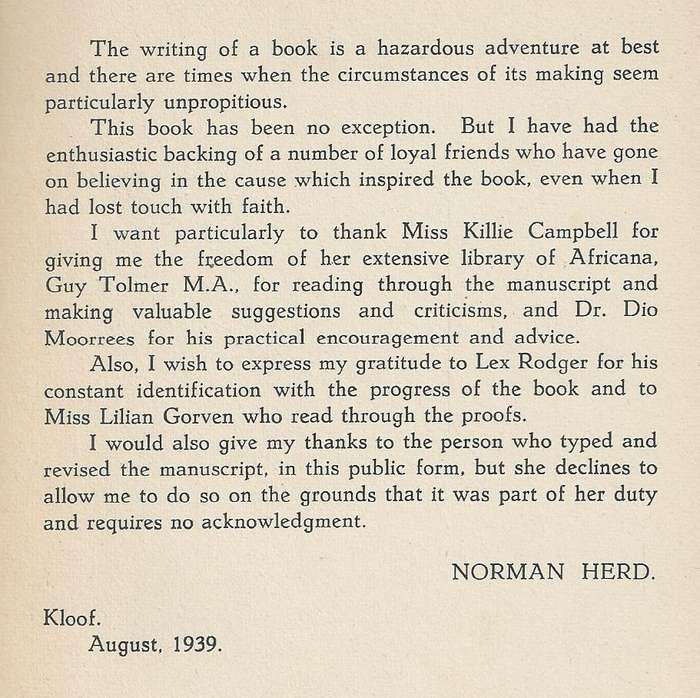 The writing of a book is a hazardous adventure at best
and there are times when the circumstances of its making seem
particularly unpropitious.
This book has been no exception. But I have had the
enthusiastic backing of a number of loyal friends who have gone
on believing in the cause which inspired the book, even when I
had lost touch with faith.
I want particularly to thank Miss Killie Campbell for
giving me the freedom of her extensive library of Africana,
Guy Tolmer M.A., for reading through the manuscript and
making valuable suggestions and criticisms, and Dr. Dio
Moorrees for his practical encouragement and advice.
Also, I wish to express my gratitude to Lex Rodger for his
constant identification with the progress of the book and to
Miss Lilian Gorven who read through the proofs.
I would also give my thanks to the person who typed and
revised the manuscript, in this public form, but she declines to
allow me to do so on the grounds that it was part of her duty
and requires no acknowledgment.
NORMAN HERD.
Kloof.
August, 1939.